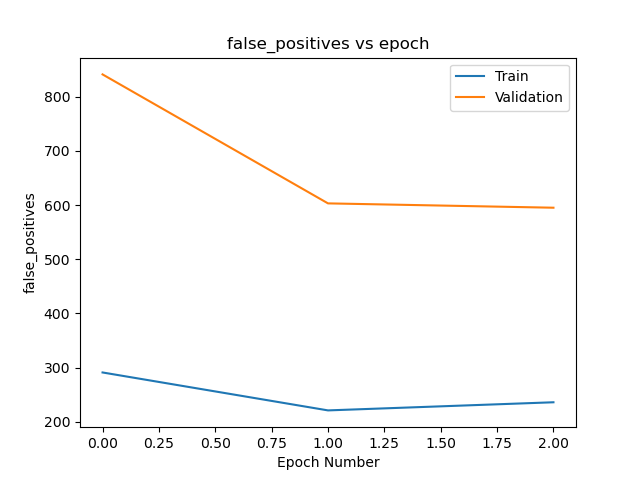 false_positives vs epoch
Train
Validation
800
700
600
500
400
300
200
false_positives
0.00 0.25 0.50 0.75 1.00 1.25 1.50 1.75 2.00
Epoch Number